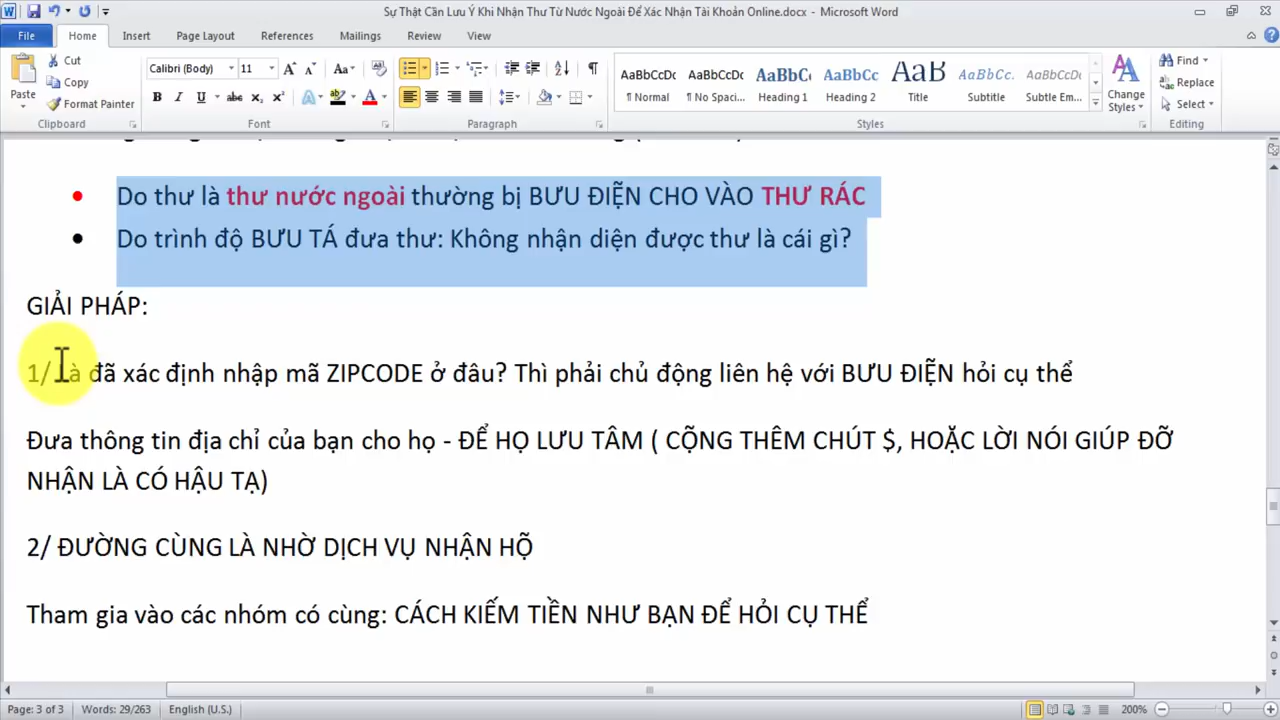 Sự Thật Cần Lưu Ý Khi Nhận Thư Từ Nước Ngoài Để Xác Nhận Tài Khoản Online.docx - Microsoft Word
File Home Insert Page Layout References Mailings Review View
Paste
Cut
Copy
Format Painter
Clipboard
Calibri (Body) 11
Font
Paragraph
AaBbCcDc AaBbCcDc AaBbCc AaBbCc AaB AaBbCc. AaBbCcDc
¶ Normal ¶ No Spaci... Heading 1 Heading 2 Title Subtitle Subtle Em...
Styles
Change Styles
Find
Replace
Select
Editing
Do thư là thư nước ngoài thường bị BƯU ĐIỆN CHO VÀO THƯ RÁC
Do trình độ BƯU TÁ đưa thư: Không nhận diện được thư là cái gì?
GIẢI PHÁP:
1/ Là đã xác định nhập mã ZIPCODE ở đâu? Thì phải chủ động liên hệ với BƯU ĐIỆN hỏi cụ thể
Đưa thông tin địa chỉ của bạn cho họ - ĐỂ HỌ LƯU TÂM ( CỘNG THÊM CHÚT $, HOẶC LỜI NÓI GIÚP ĐỠ
NHẬN LÀ CÓ HẬU TẠ)
2/ ĐƯỜNG CÙNG LÀ NHỜ DỊCH VỤ NHẬN HỘ
Tham gia vào các nhóm có cùng: CÁCH KIẾM TIỀN NHƯ BẠN ĐỂ HỎI CỤ THỂ
Page: 3 of 3 Words: 29/263 English (U.S.) 200%